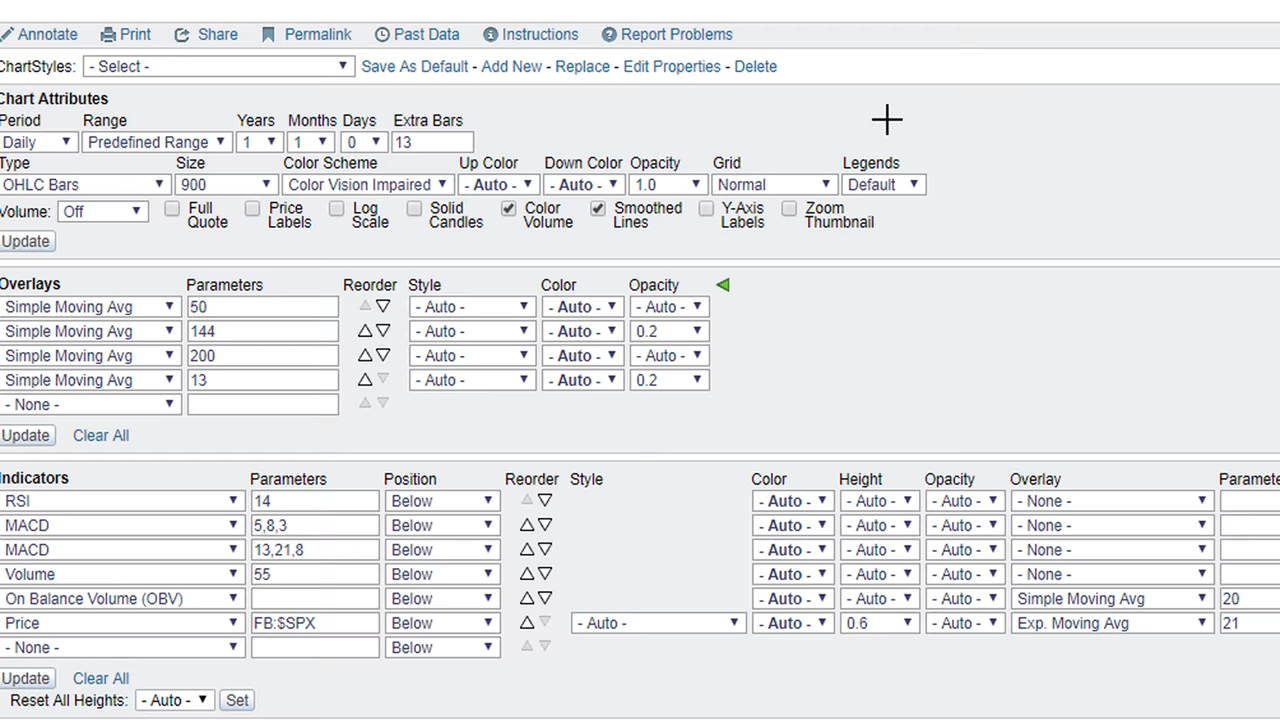 Annotate Print Share Permalink Past Data Instructions Report Problems
ChartStyles: - Select - Save As Default - Add New - Replace - Edit Properties - Delete
Chart Attributes
Period Range Years Months Days Extra Bars
Daily Predefined Range 1 1 0 13
Type Size Color Scheme Up Color Down Color Opacity Grid Legends
OHLC Bars 900 Color Vision Impaired - Auto - - Auto - 1.0 Normal Default
Volume: Off Full Quote Price Labels Log Scale Solid Candles Color Volume Smoothed Lines Y-Axis Labels Zoom Thumbnail
Update
Overlays Parameters Reorder Style Color Opacity
Simple Moving Avg 50 - Auto - - Auto - - Auto -
Simple Moving Avg 144 - Auto - - Auto - 0.2
Simple Moving Avg 200 - Auto - - Auto - - Auto -
Simple Moving Avg 13 - Auto - - Auto - 0.2
- None -
Update Clear All
Indicators Parameters Position Reorder Style Color Height Opacity Overlay Paramete
RSI 14 Below - Auto - - Auto - - Auto - - None -
MACD 5,8,3 Below - Auto - - Auto - - Auto - - None -
MACD 13,21,8 Below - Auto - - Auto - - Auto - - None -
Volume 55 Below - Auto - - Auto - - Auto - - None -
On Balance Volume (OBV) Below - Auto - - Auto - - Auto - Simple Moving Avg 20
Price FB:$SPX Below - Auto - - Auto - 0.6 - Auto - Exp. Moving Avg 21
- None - Below
Update Clear All
Reset All Heights: - Auto - Set